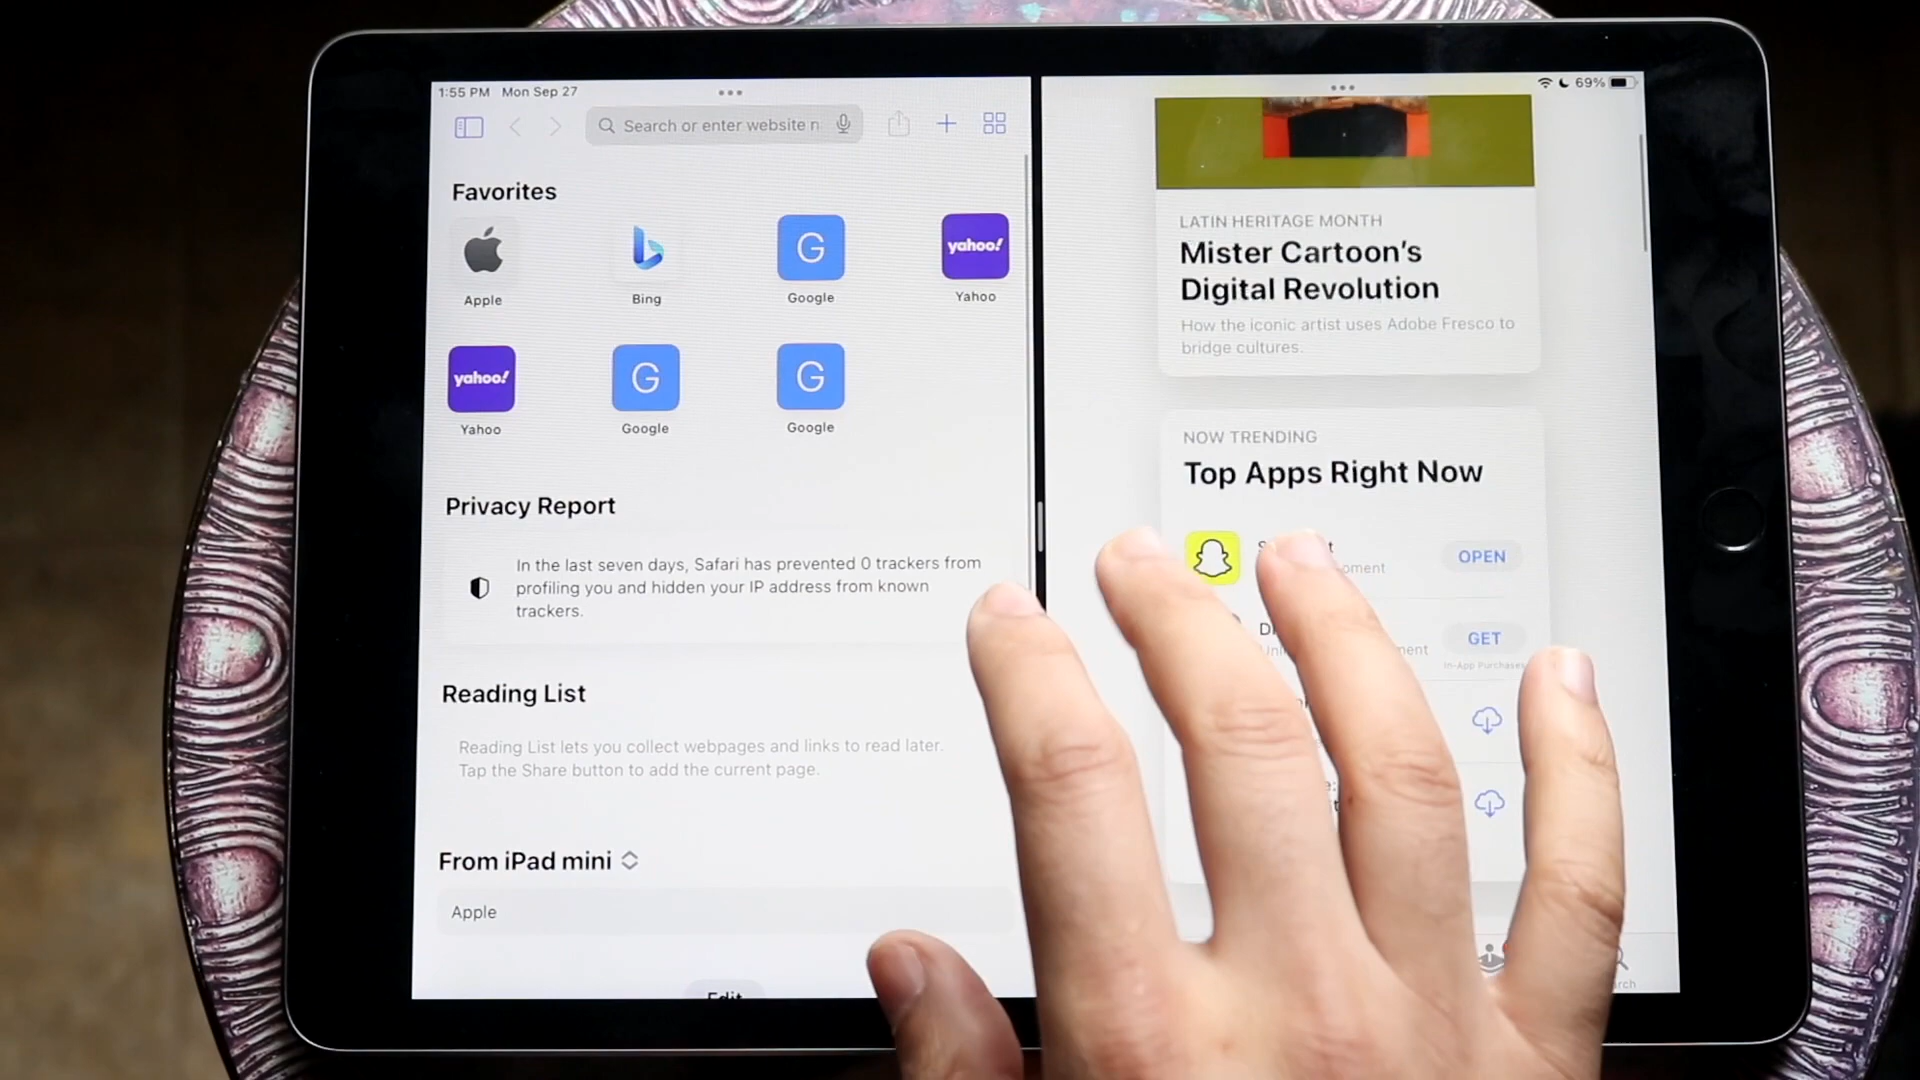 1:55 PM Mon Sep 27
Search or enter website n
Favorites
Apple
Bing
G
Google
yahoo!
Yahoo
yahoo!
Yahoo
G
Google
G
Google
Privacy Report
In the last seven days, Safari has prevented 0 trackers from
profiling you and hidden your IP address from known
trackers.
Reading List
Reading List lets you collect webpages and links to read later.
Tap the Share button to add the current page.
From iPad mini
Apple
Edit
69%
LATIN HERITAGE MONTH
Mister Cartoon's
Digital Revolution
How the iconic artist uses Adobe Fresco to
bridge cultures.
NOW TRENDING
Top Apps Right Now
OPEN
GET
In-App Purchases